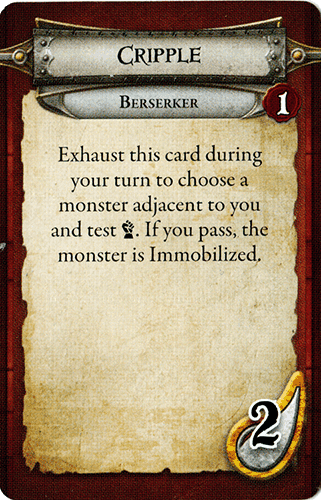 CRIPPLE
BERSERKER
1
Exhaust this card during
your turn to choose a
monster adjacent to you
and test . If you pass, the
monster is Immobilized.
2